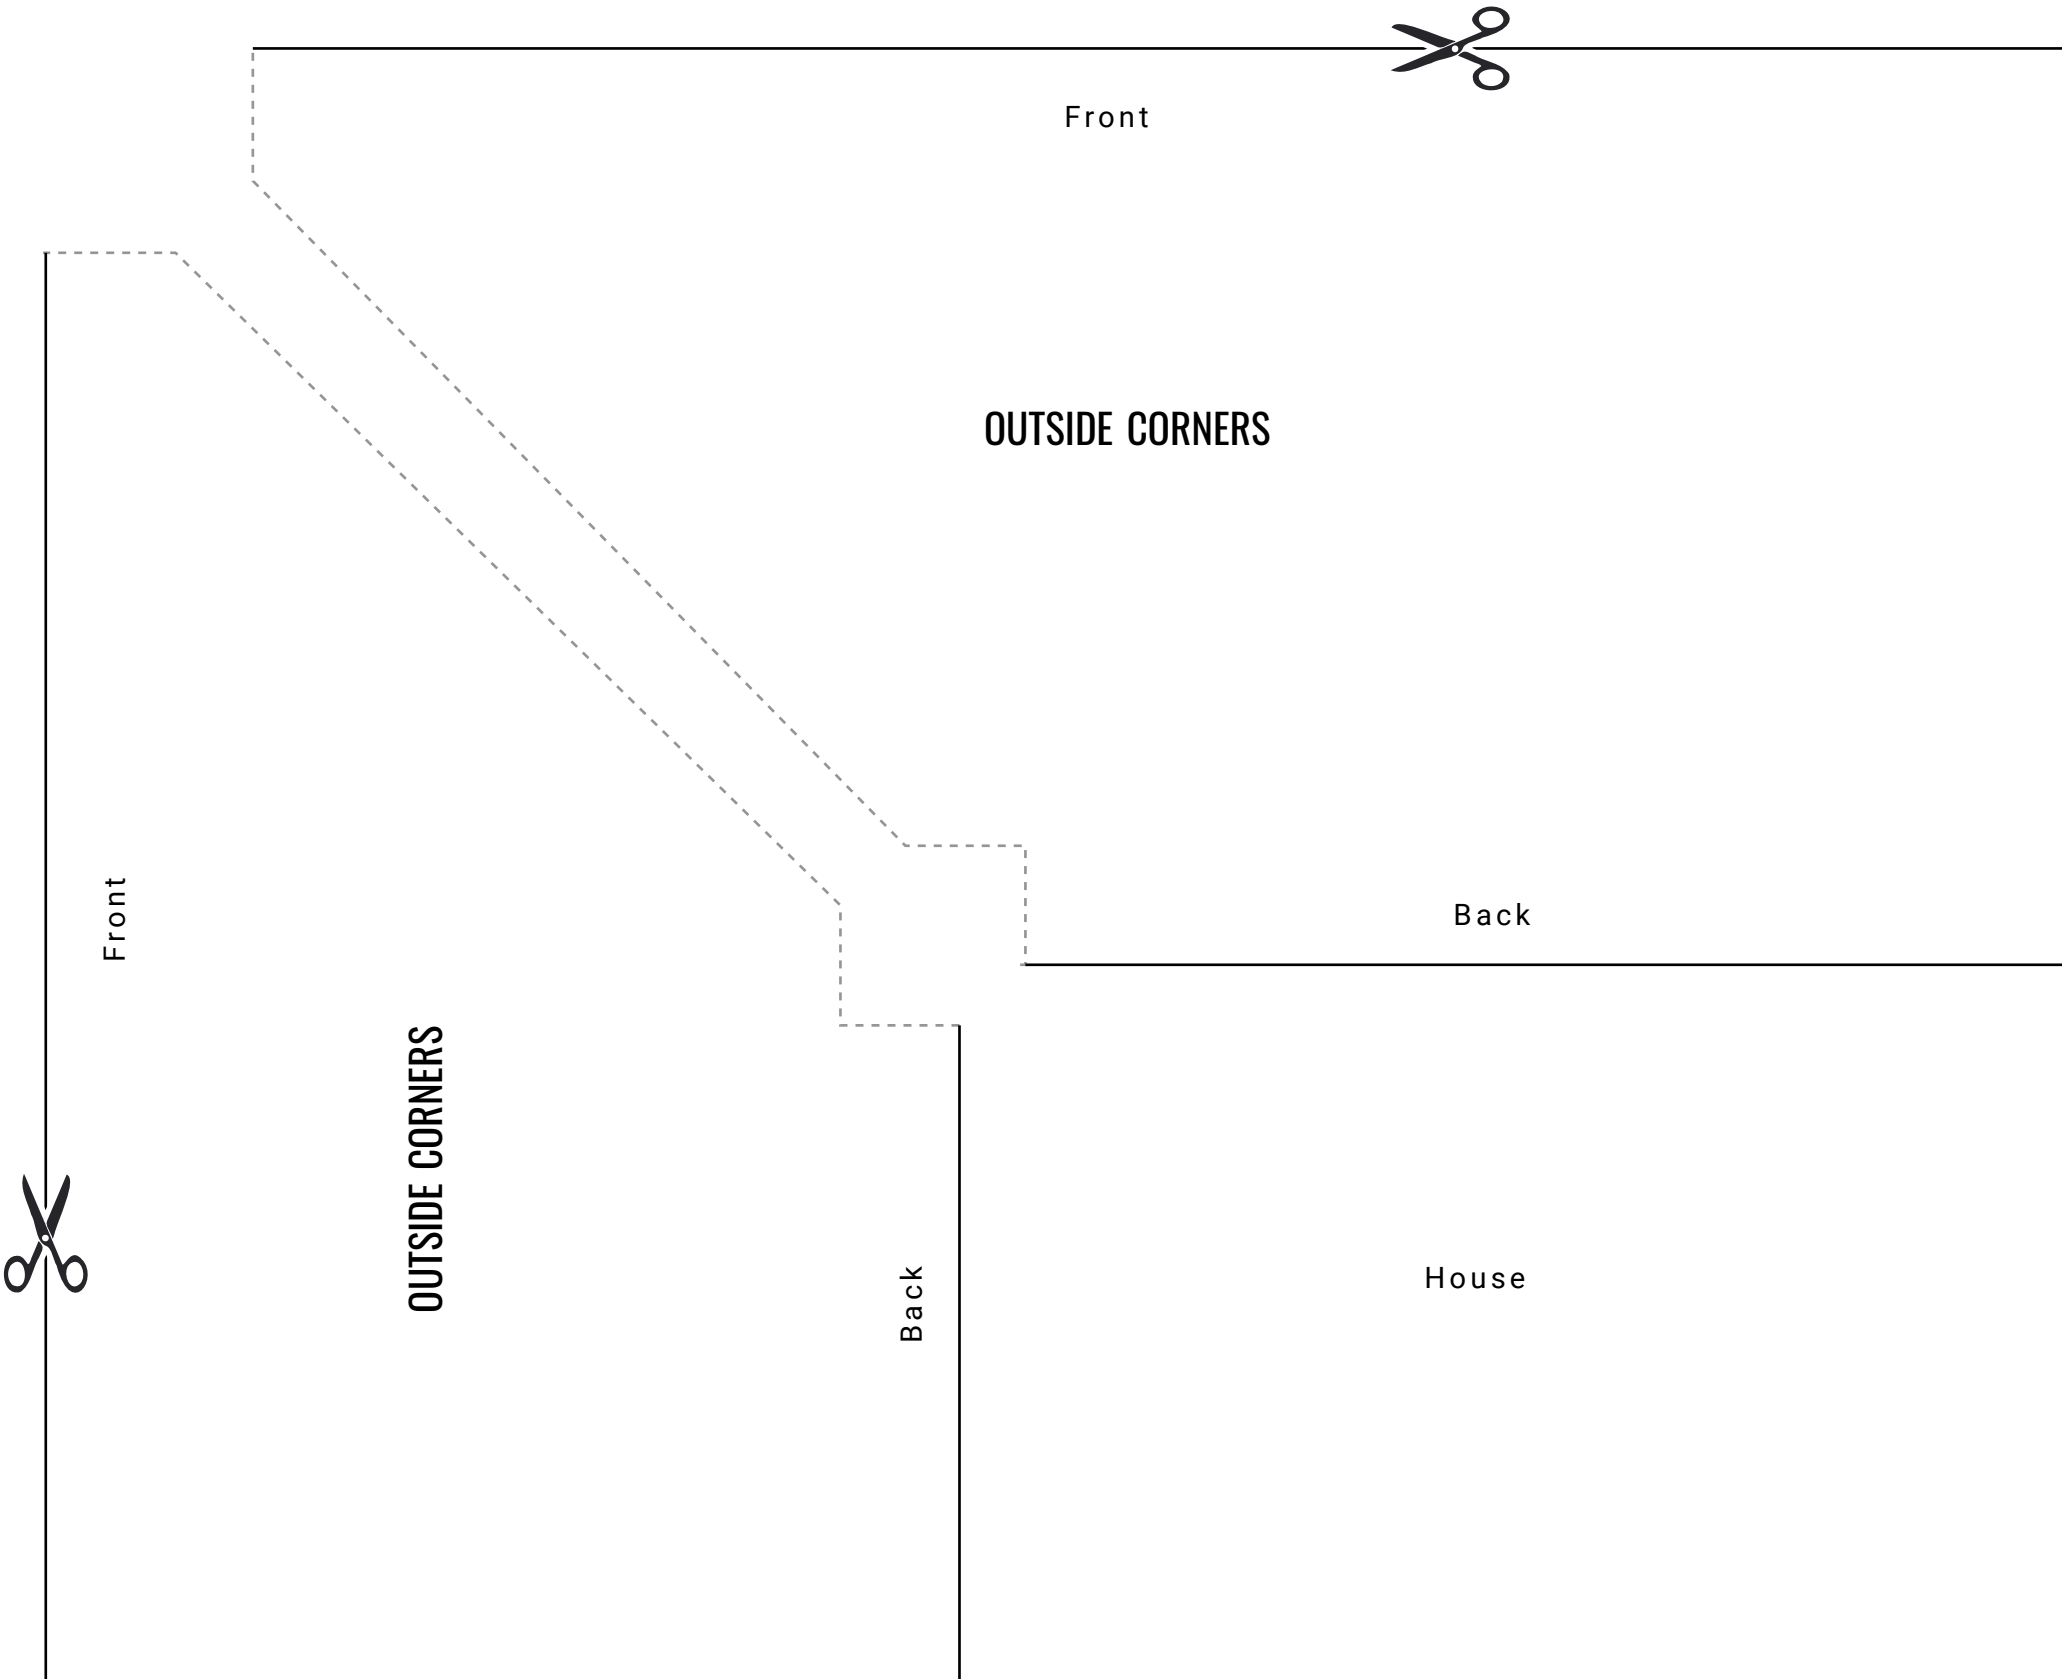 Front
OUTSIDE CORNERS
Front
Back
OUTSIDE CORNERS
Back
House